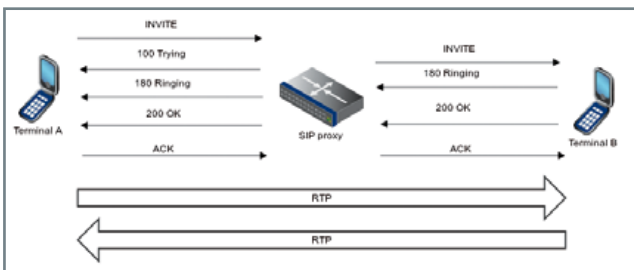 INVITE
100 Trying
180 Ringing
200 OK
ACK
Terminal A
SIP proxy
INVITE
180 Ringing
200 OK
ACK
Terminal B
RTP
RTP